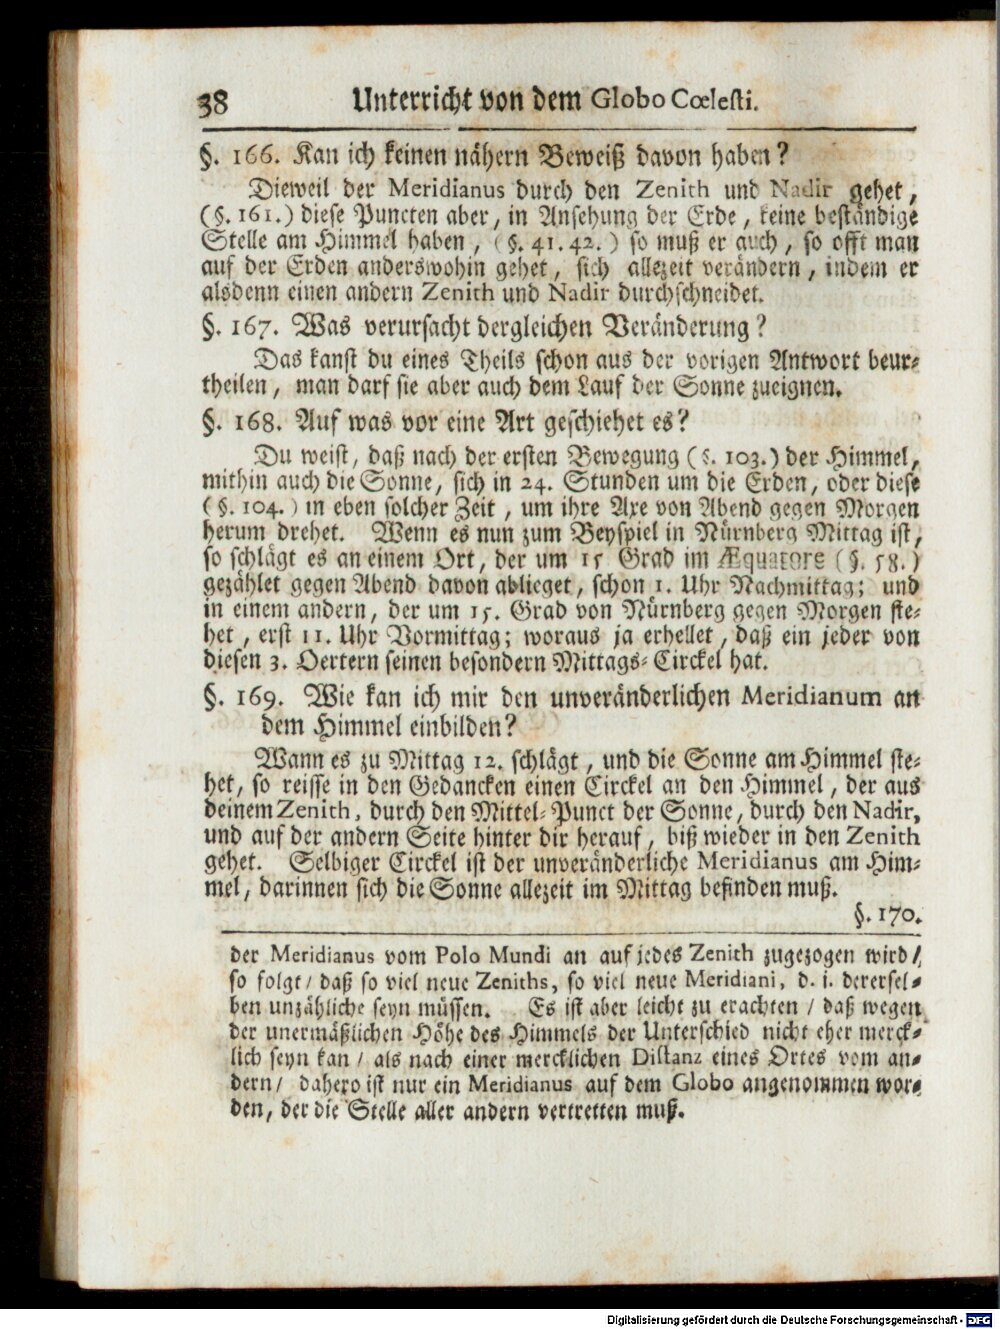 38 Unterricht von dem Globo Cœlesti.
§. 166. Kan ich keinen nähern Beweiß davon haben?
Dieweil der Meridianus durch den Zenith und Nadir gehet,
(§. 161.) diese Puncten aber, in Ansehung der Erde, keine beständige
Stelle am Himmel haben, (§. 41. 42.) so muß er auch, so offt man
auf der Erden anderswohin gehet, sich allezeit verändern, indem er
alsdenn einen andern Zenith und Nadir durchschneidet.
§. 167. Was verursacht dergleichen Veränderung?
Das kanst du eines Theils schon aus der vorigen Antwort beur-
theilen, man darf sie aber auch dem Lauf der Sonne zueignen.
§. 168. Auf was vor eine Art geschiehet es?
Du weist, daß nach der ersten Bewegung (§. 103.) der Himmel,
mithin auch die Sonne, sich in 24. Stunden um die Erden, oder diese
(§. 104.) in eben solcher Zeit, um ihre Axe von Abend gegen Morgen
herum drehet. Wenn es nun zum Beyspiel in Nürnberg Mittag ist,
so schlägt es an einem Ort, der um 15 Grad im Æquatore (§. 58.)
gezählet gegen Abend davon ablieget, schon 1. Uhr Nachmittag; und
in einem andern, der um 15. Grad von Nürnberg gegen Morgen ste-
het, erst 11. Uhr Vormittag; woraus ja erhellet, daß ein jeder von
diesen 3. Oertern seinen besondern Mittags-Circkel hat.
§. 169. Wie kan ich mir den unveränderlichen Meridianum an
dem Himmel einbilden?
Wann es zu Mittag 12. schlägt, und die Sonne am Himmel ste-
het, so reisse in den Gedancken einen Circkel an den Himmel, der aus
deinem Zenith, durch den Mittel-Punct der Sonne, durch den Nadir,
und auf der andern Seite hinter dir herauf, biß wieder in den Zenith
gehet. Selbiger Circkel ist der unveränderliche Meridianus am Him-
mel, darinnen sich die Sonne allezeit im Mittag befinden muß.
§. 170.
der Meridianus vom Polo Mundi an auf jedes Zenith zugezogen wird/
so folgt/ daß so viel neue Zeniths, so viel neue Meridiani, d. i. dererfel-
ben unzähliche seyn müssen. Es ist aber leicht zu erachten/ daß wegen
der unermäßlichen Höhe des Himmels der Unterschied nicht eher merck-
lich seyn kan/ als nach einer mercklichen Distanz eines Ortes vom an-
dern/ dahero ist nur ein Meridianus auf dem Globo angenommen wor-
den, der die Stelle aller andern vertretten muß.
Digitalisierung gefördert durch die Deutsche Forschungsgemeinschaft - DFG